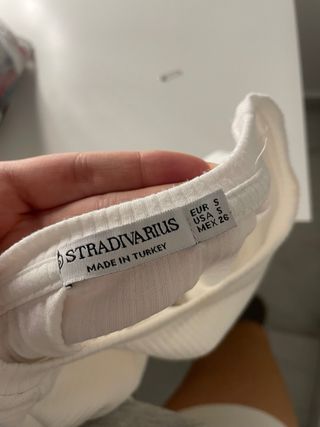 STRADIVARIUS
MADE IN TURKEY
EUR S
USA S
MEX 26